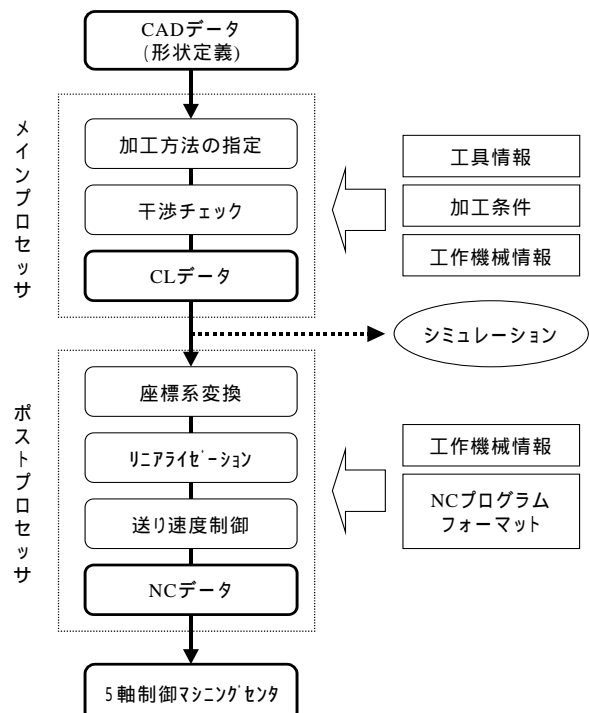 CADデータ
(形状定義)
メインプロセッサ
加工方法の指定
干渉チェック
CLデータ
工具情報
加工条件
工作機械情報
シミュレーション
ポストプロセッサ
座標系変換
リニアライゼーション
送り速度制御
NCデータ
工作機械情報
NCプログラム
フォーマット
5軸制御マシニングセンタ